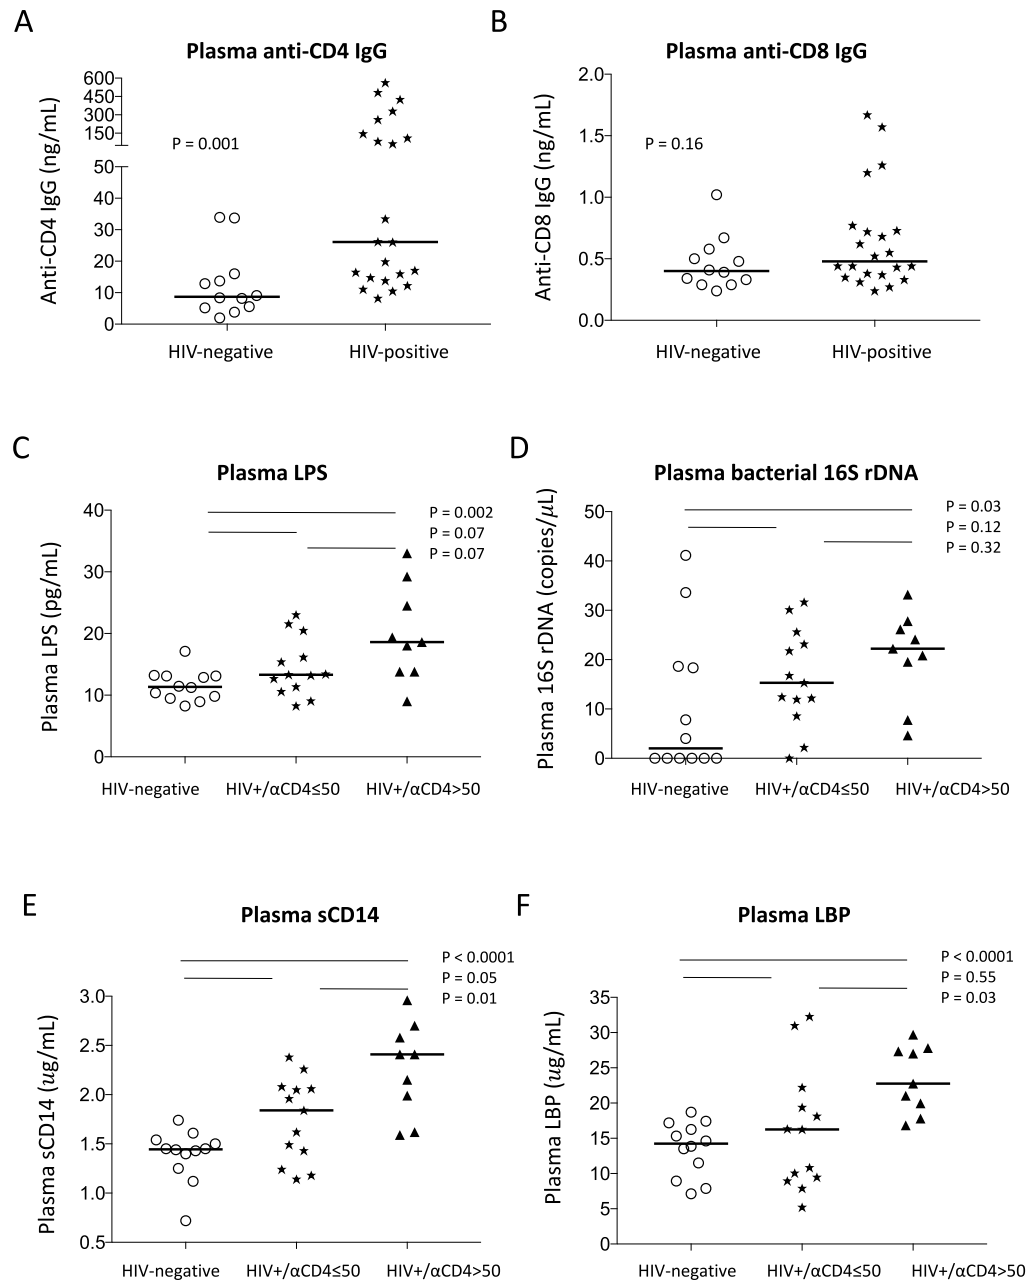 A
Plasma anti-CD4 IgG
Anti-CD4 IgG (ng/mL)
600
450
300
150
50
40
30
20
10
0
P = 0.001
HIV-negative
HIV-positive
B
Plasma anti-CD8 IgG
Anti-CD8 IgG (ng/mL)
2.0
1.5
1.0
0.5
0.0
P = 0.16
HIV-negative
HIV-positive
C
Plasma LPS
Plasma LPS (pg/mL)
40
30
20
10
0
P = 0.002
P = 0.07
P = 0.07
HIV-negative
HIV+/αCD4≤50
HIV+/αCD4>50
D
Plasma bacterial 16S rDNA
Plasma 16S rDNA (copies/μL)
50
40
30
20
10
0
P = 0.03
P = 0.12
P = 0.32
HIV-negative
HIV+/αCD4≤50
HIV+/αCD4>50
E
Plasma sCD14
Plasma sCD14 (ug/mL)
3.0
2.5
2.0
1.5
1.0
0.5
P < 0.0001
P = 0.05
P = 0.01
HIV-negative
HIV+/αCD4≤50
HIV+/αCD4>50
F
Plasma LBP
Plasma LBP (ug/mL)
35
30
25
20
15
10
5
0
P < 0.0001
P = 0.55
P = 0.03
HIV-negative
HIV+/αCD4≤50
HIV+/αCD4>50